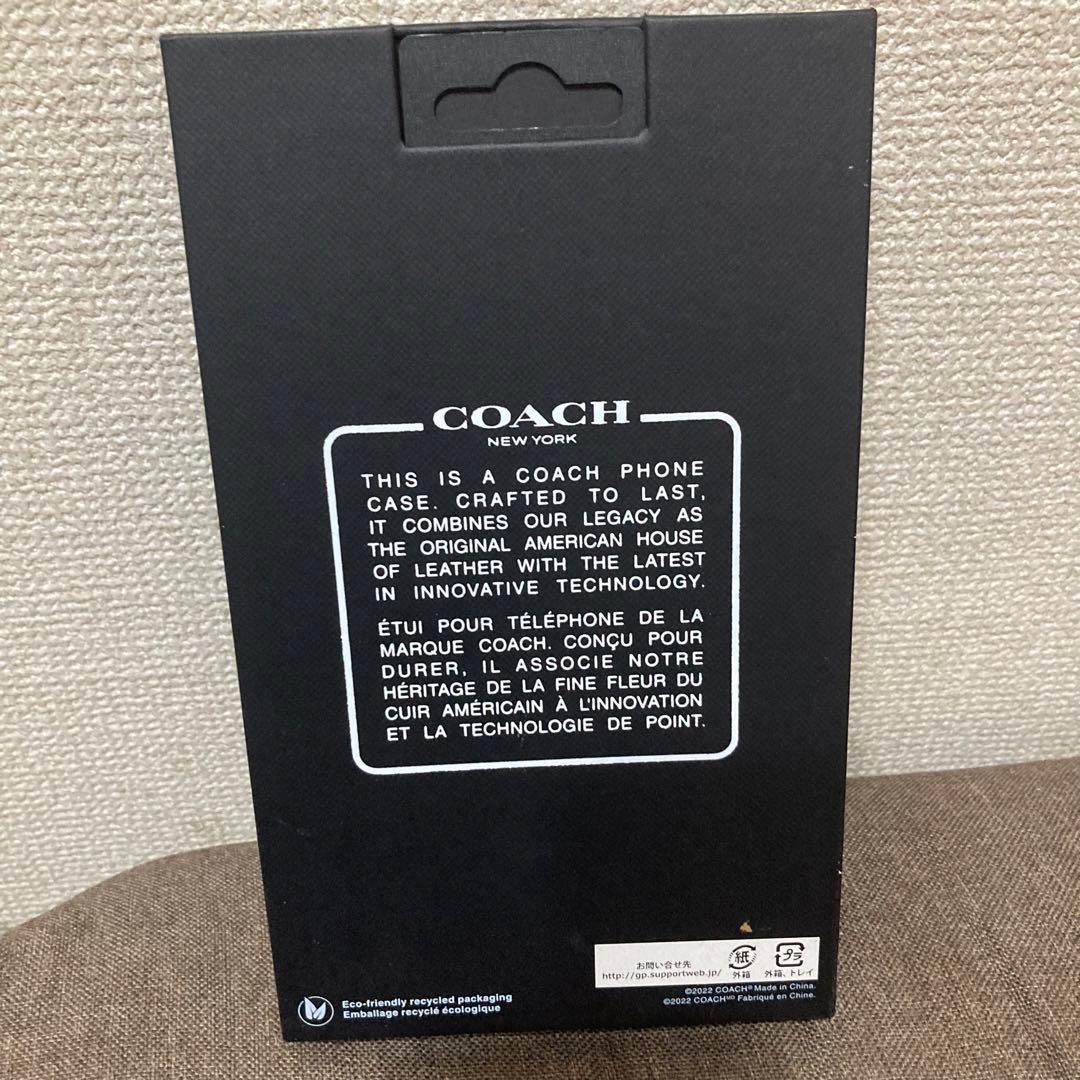 COACH
NEW YORK
THIS IS A COACH PHONE
CASE. CRAFTED TO LAST,
IT COMBINES OUR LEGACY AS
THE ORIGINAL AMERICAN HOUSE
OF LEATHER WITH THE LATEST
IN INNOVATIVE TECHNOLOGY.
ÉTUI POUR TÉLÉPHONE DE LA
MARQUE COACH. CONÇU POUR
DURER, IL ASSOCIE NOTRE
HÉRITAGE DE LA FINE FLEUR DU
CUIR AMÉRICAIN À L'INNOVATION
ET LA TECHNOLOGIE DE POINT.
お問い合せ先
http://gp.supportweb.jp/
紙
外箱
プラ
外箱、トレイ
©2022 COACH® Made in China.
©2022 COACHᴹᴰ Fabriqué en Chine.
Eco-friendly recycled packaging
Emballage recyclé écologique